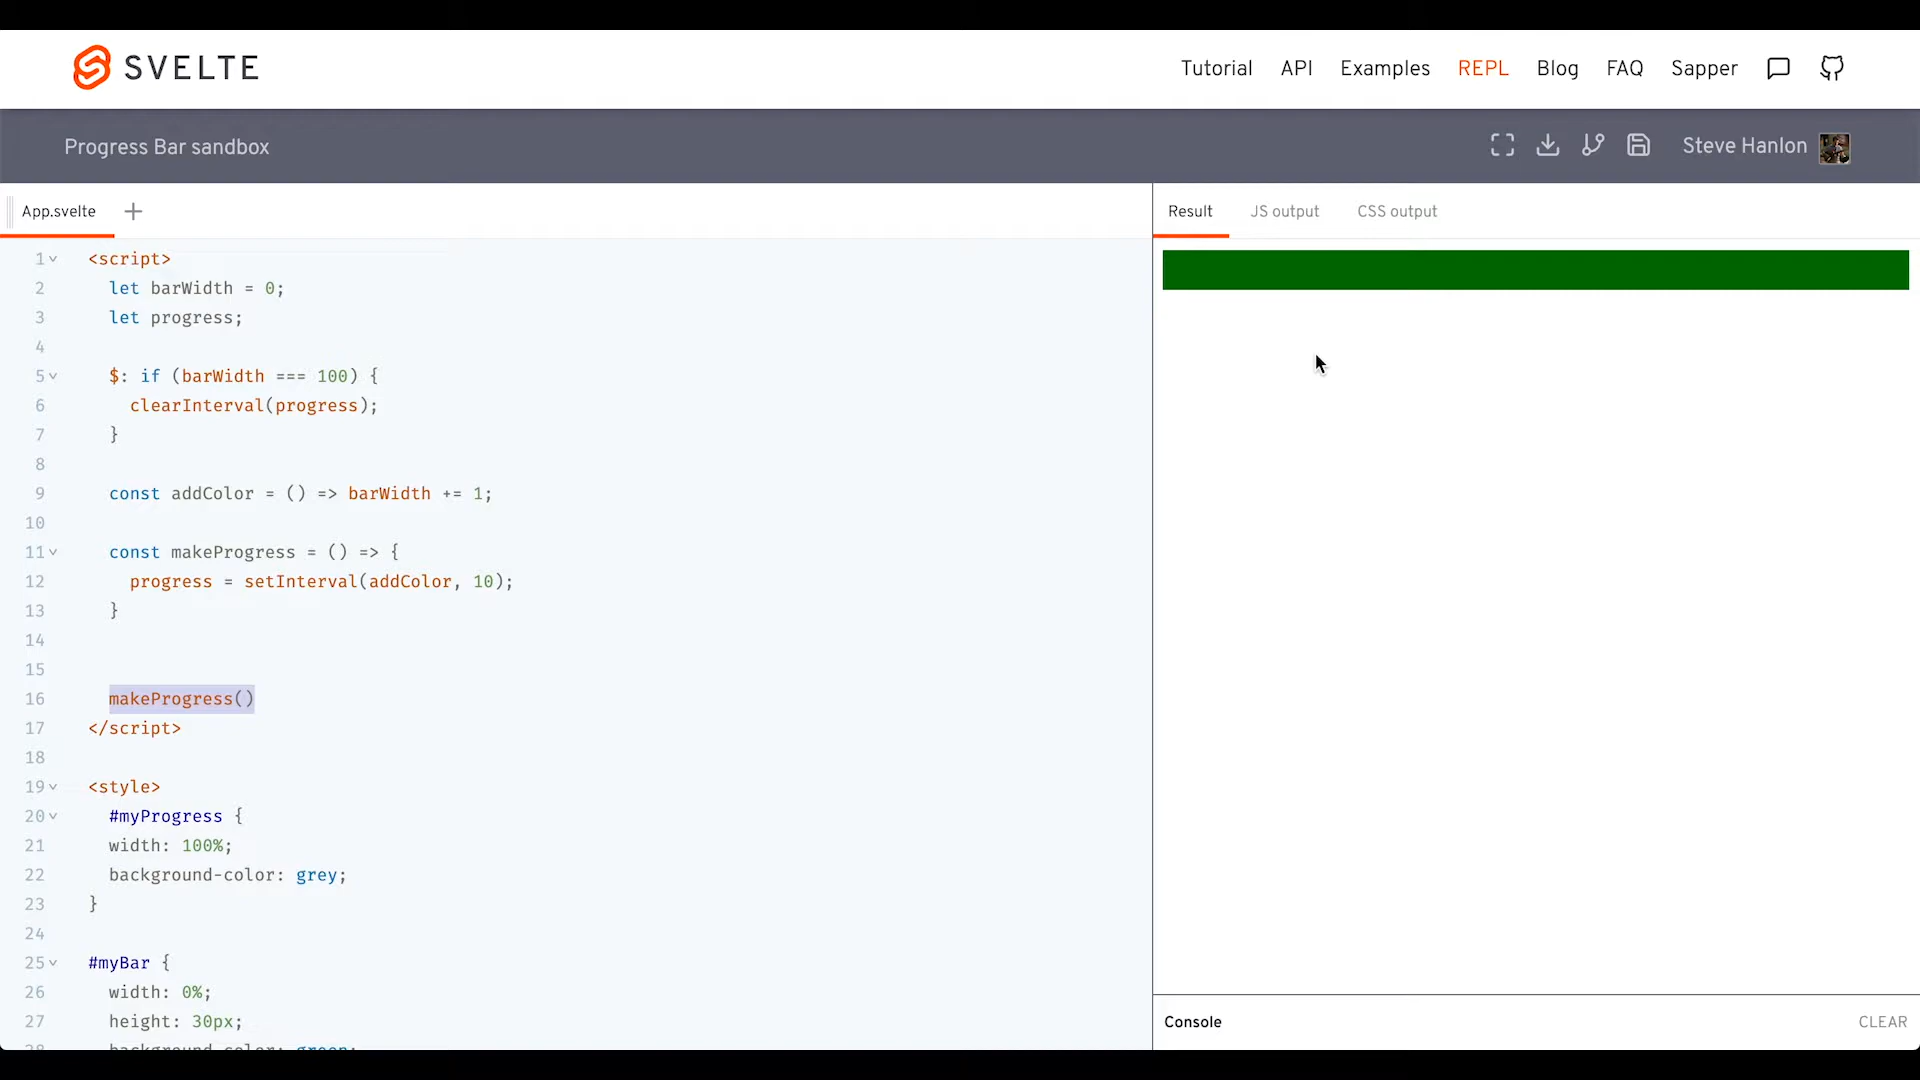 SVELTE
Tutorial API Examples REPL Blog FAQ Sapper
Progress Bar sandbox
Steve Hanlon
App.svelte +
Result JS output CSS output
1 <script>
2 let barWidth = 0;
3 let progress;
4
5 $: if (barWidth === 100) {
6 clearInterval(progress);
7 }
8
9 const addColor = () => barWidth += 1;
10
11 const makeProgress = () => {
12 progress = setInterval(addColor, 10);
13 }
14
15
16 makeProgress()
17 </script>
18
19 <style>
20 #myProgress {
21 width: 100%;
22 background-color: grey;
23 }
24
25 #myBar {
26 width: 0%;
27 height: 30px;
28 background-color: green;
Console
CLEAR